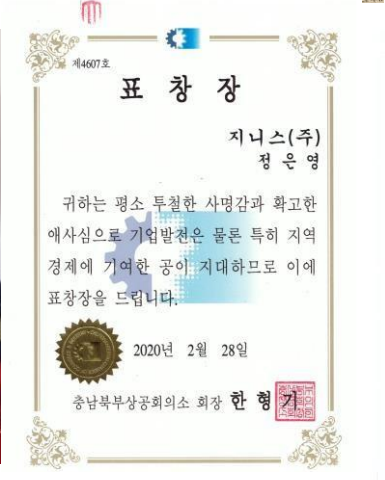 제4607호
표 창 장
지니스(주)
정 은 영
귀하는 평소 투철한 사명감과 확고한
애사심으로 기업발전은 물론 특히 지역
경제에 기여한 공이 지대하므로 이에
표창장을 드립니다.
2020년 2월 28일
충남북부상공회의소 회장 한 형 기